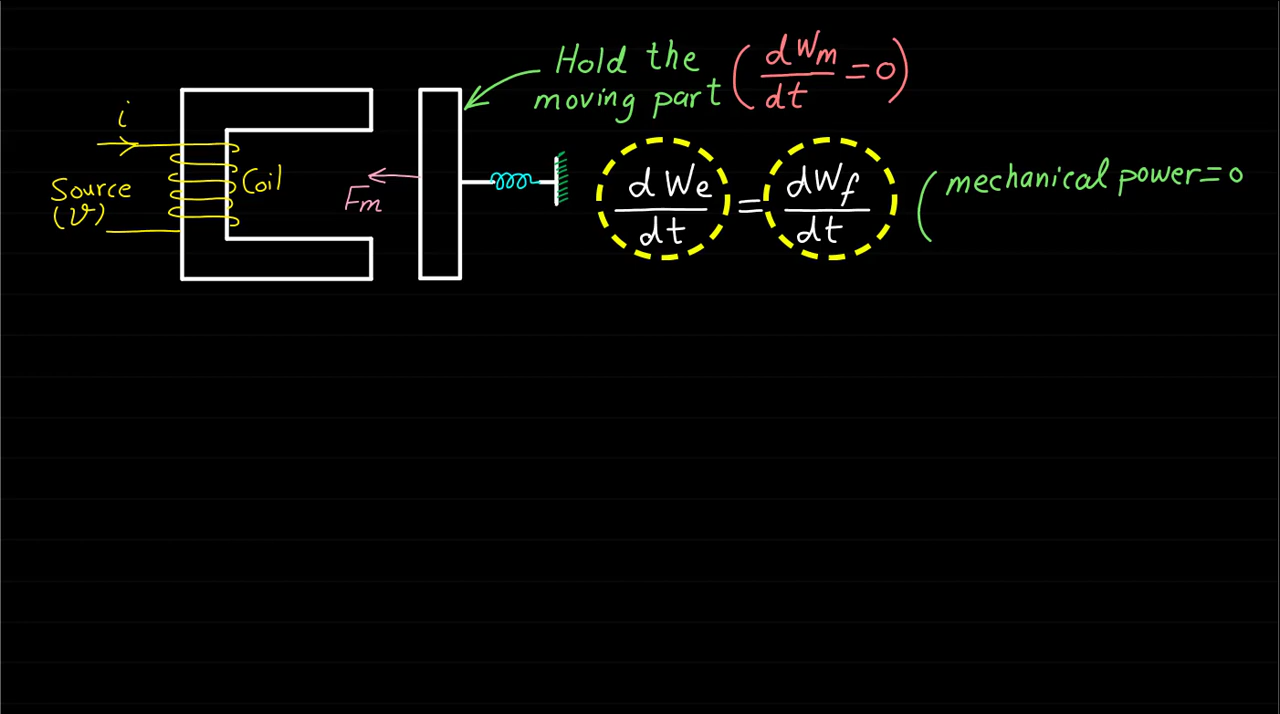 Hold the
moving part (dWm/dt = 0)
i
Source
(v)
Coil
Fm
dWe/dt = dWf/dt
(mechanical power = 0